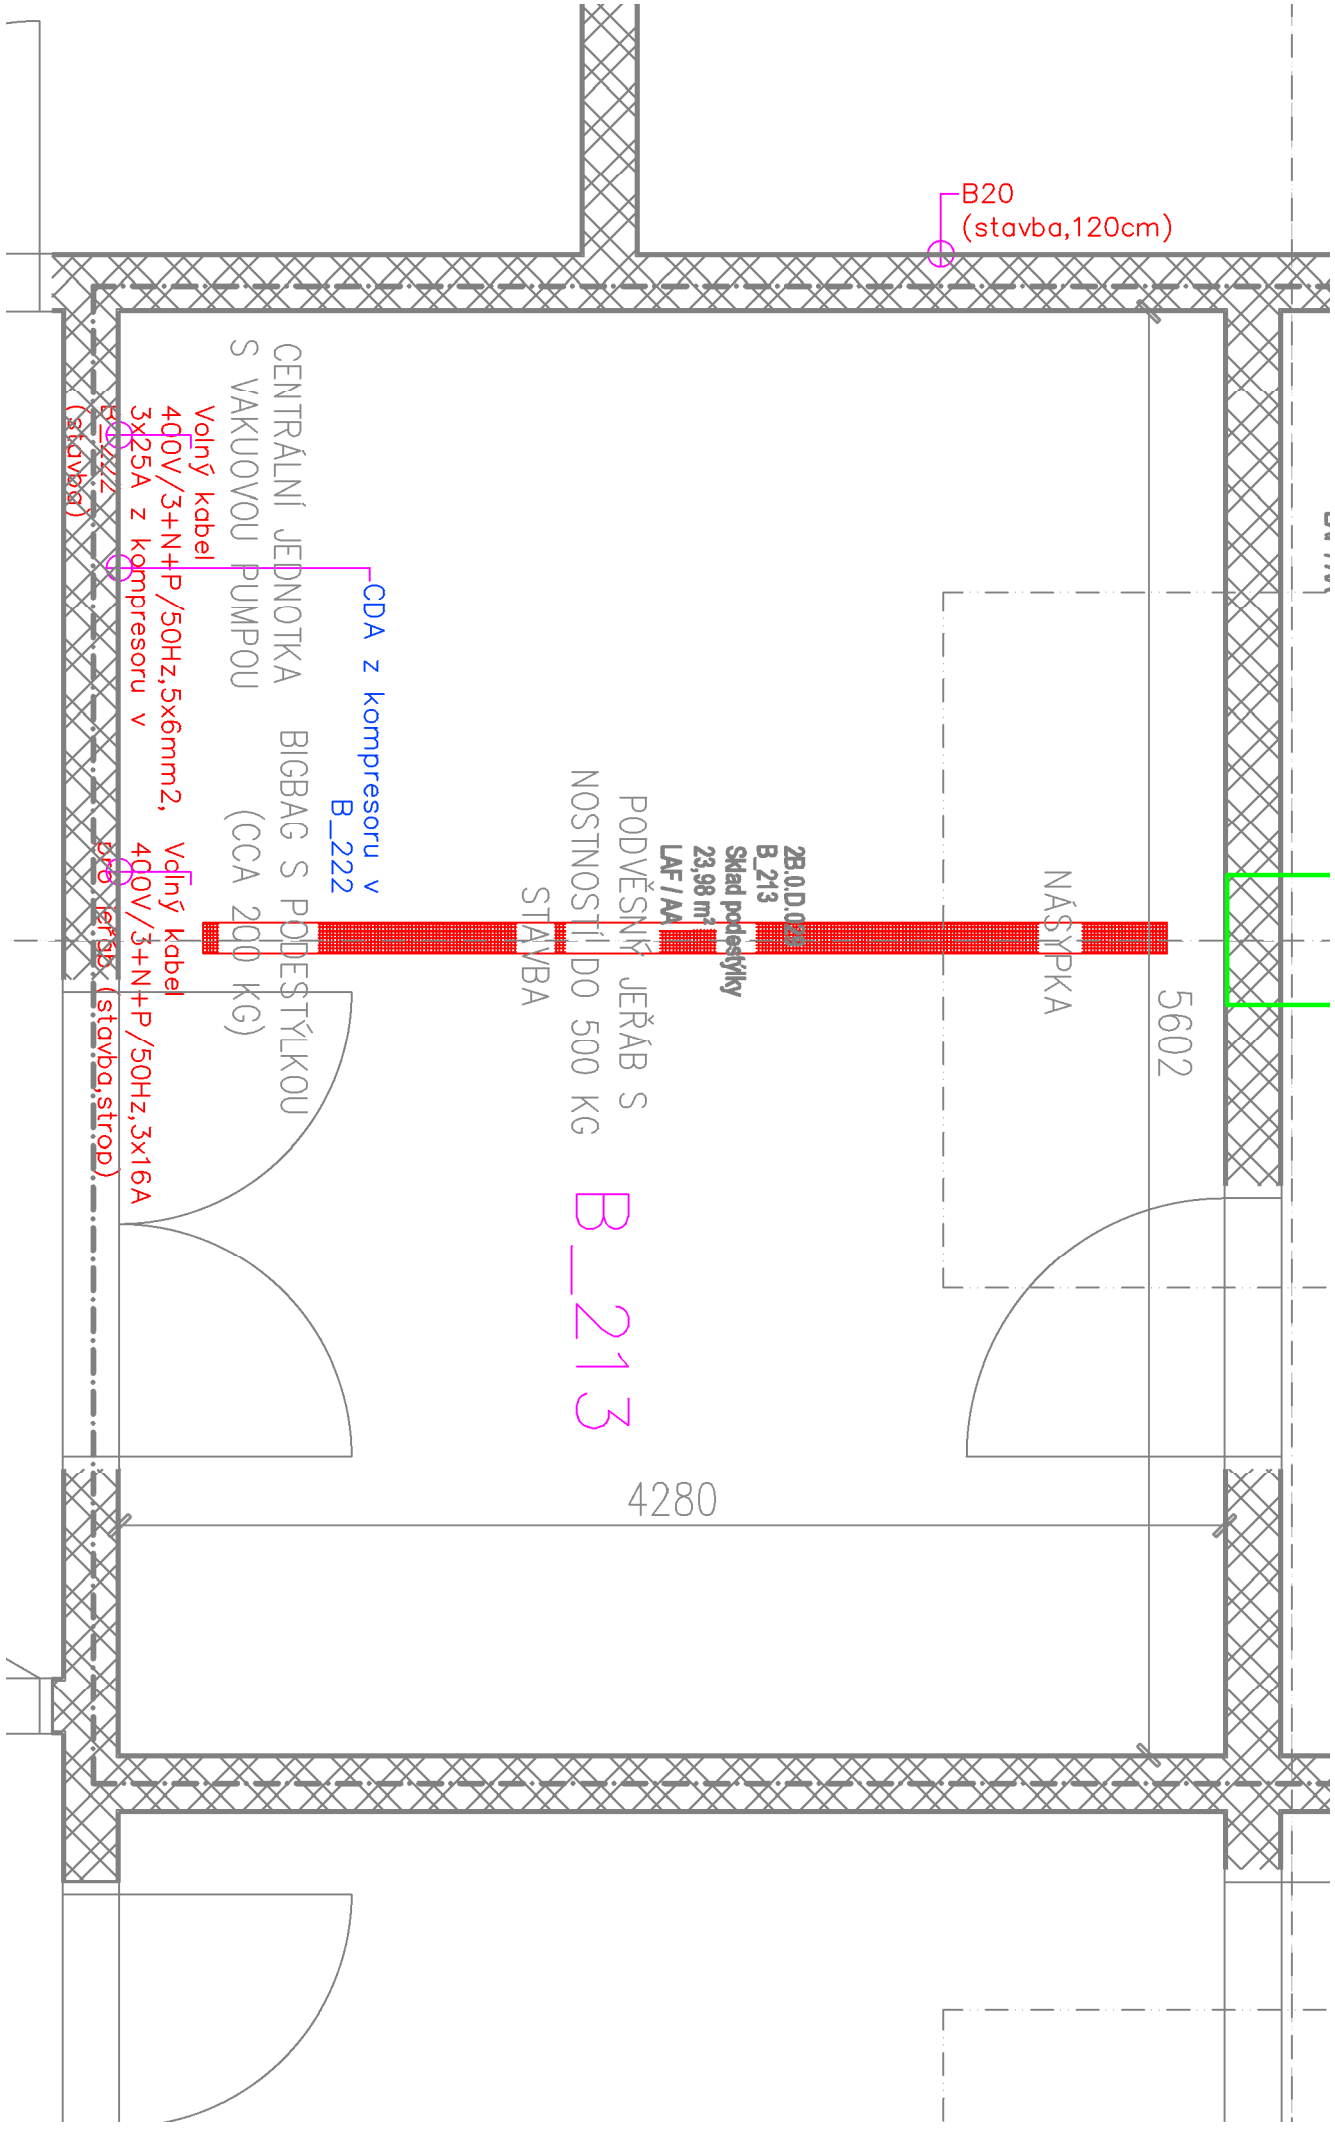 B20
(stavba,120cm)
CENTRÁLNÍ JEDNOTKA
S VAKUOVOU PUMPOU
Volný kabel
400V/3+N+P/50Hz,5x6mm2,
3x25A z kompresoru v
B_222
(stavba)
CDA z kompresoru v
B_222
BIGBAG S PODESTÝLKOU
(CCA 200 KG)
Volný kabel
400V/3+N+P/50Hz,3x16A
pro jeřáb (stavba,strop)
2B.0.D.028
B_213
Sklad podestýlky
23,98 m²
LAF / AA
PODVĚSNÝ JEŘÁB S
NOSTNOSTÍ DO 500 KG
STAVBA
NÁSYPKA
5602
B_213
4280